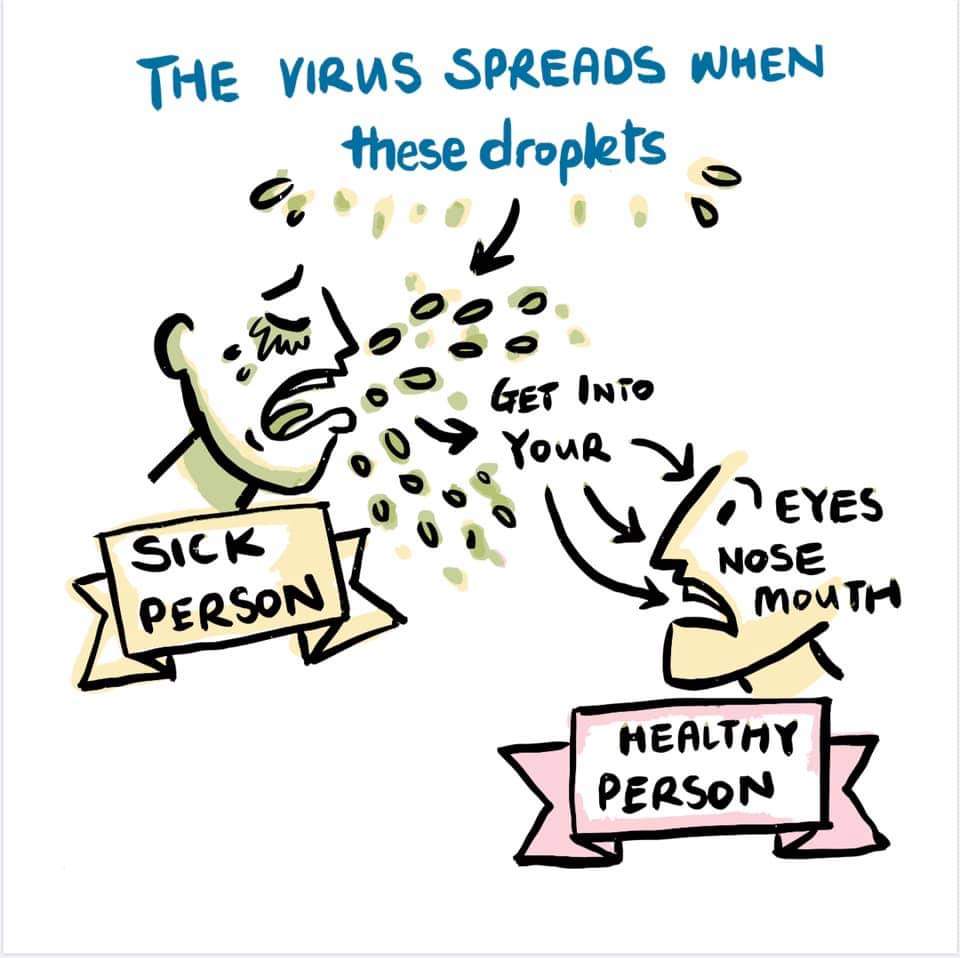 THE VIRUS SPREADS WHEN
these droplets
GET INTO
YOUR
EYES
NOSE
MOUTH
SICK
PERSON
HEALTHY
PERSON